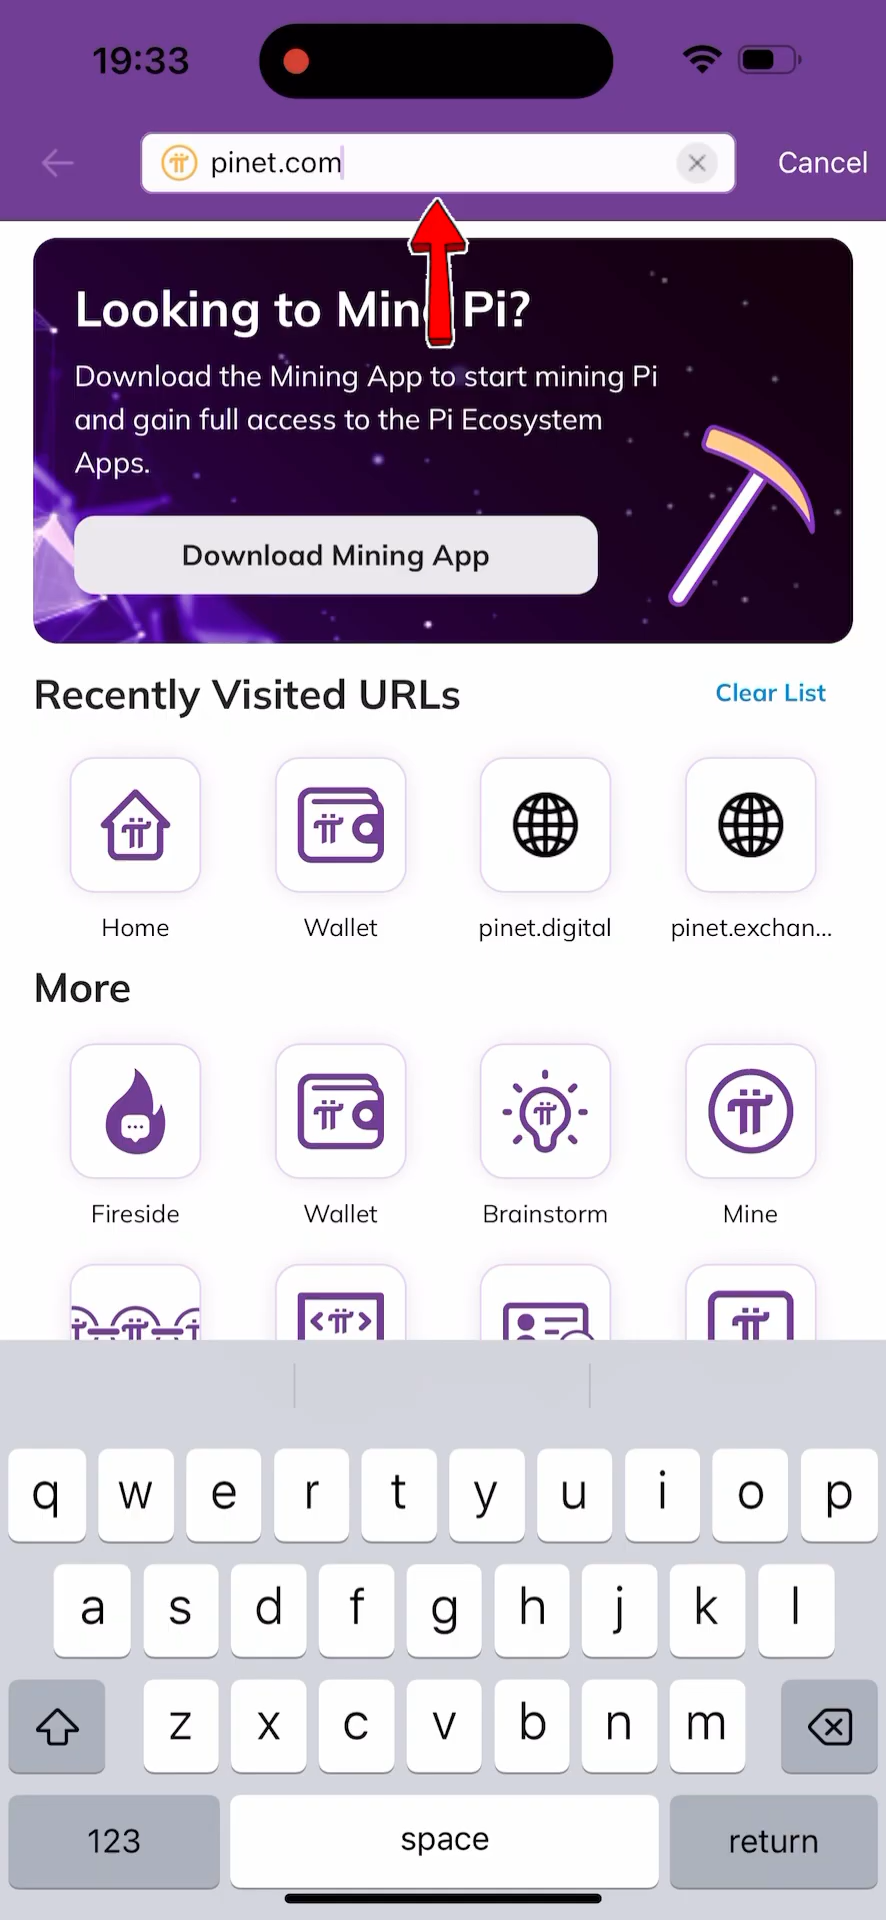 19:33
pinet.com
Cancel
Looking to Min Pi?
Download the Mining App to start mining Pi
and gain full access to the Pi Ecosystem
Apps.
Download Mining App
Recently Visited URLs
Clear List
Home
Wallet
pinet.digital
pinet.exchan...
More
Fireside
Wallet
Brainstorm
Mine
q w e r t y u i o p
a s d f g h j k l
z x c v b n m
123
space
return